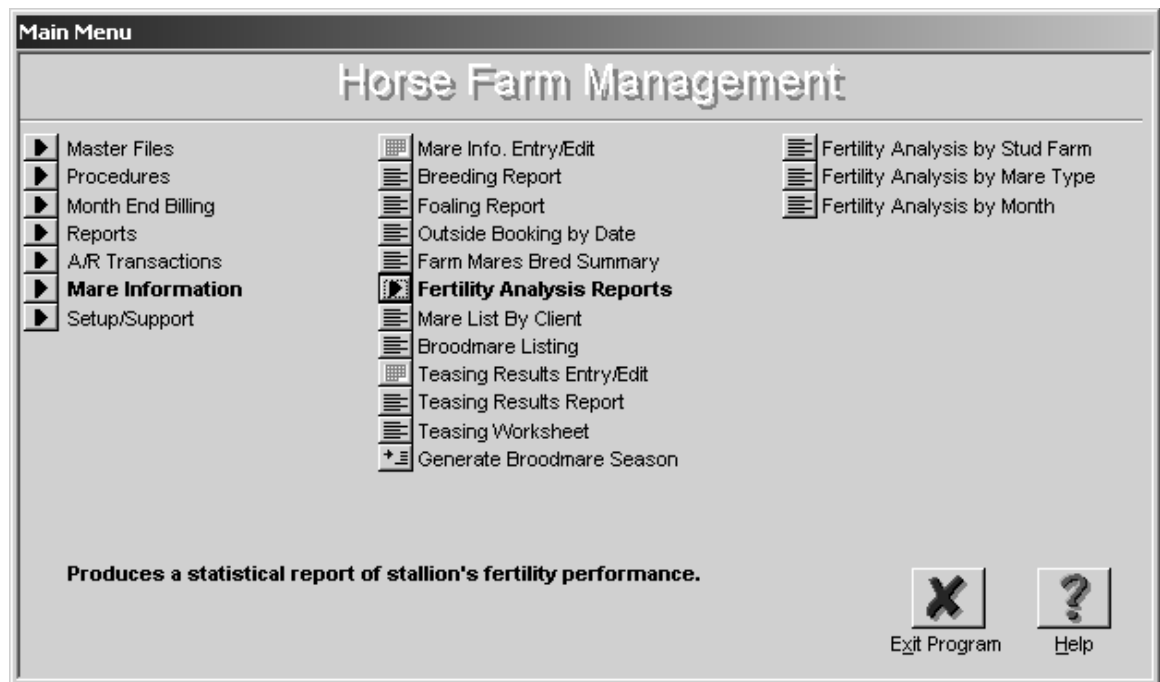 Main Menu
Horse Farm Management
Master Files
Procedures
Month End Billing
Reports
A/R Transactions
Mare Information
Setup/Support
Mare Info. Entry/Edit
Breeding Report
Foaling Report
Outside Booking by Date
Farm Mares Bred Summary
Fertility Analysis Reports
Mare List By Client
Broodmare Listing
Teasing Results Entry/Edit
Teasing Results Report
Teasing Worksheet
Generate Broodmare Season
Fertility Analysis by Stud Farm
Fertility Analysis by Mare Type
Fertility Analysis by Month
Produces a statistical report of stallion's fertility performance.
Exit Program
Help